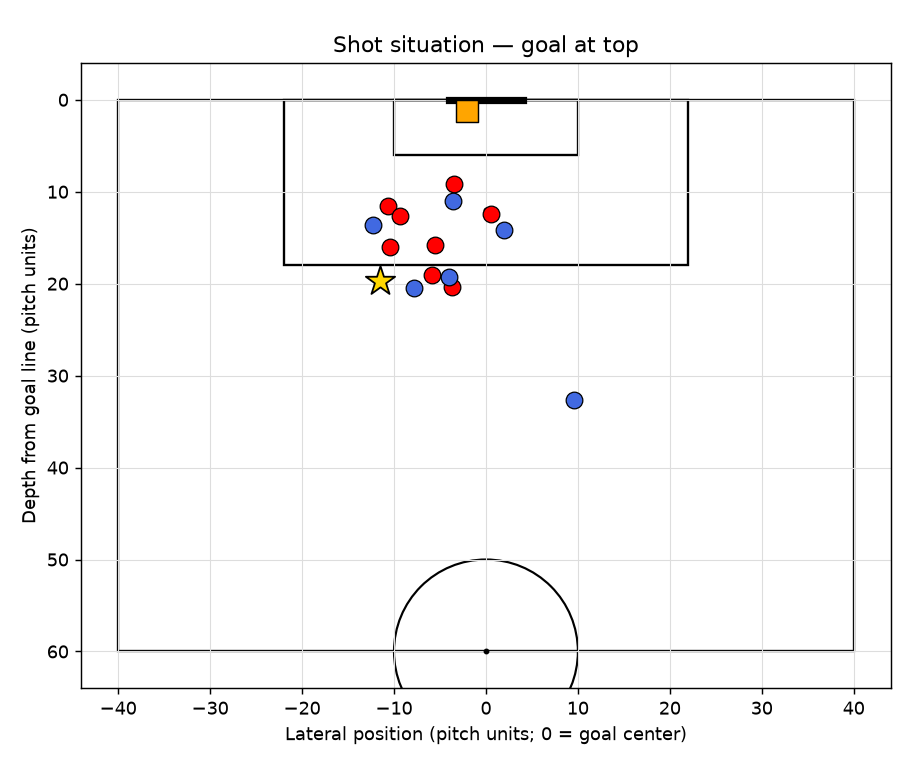 Shot situation — goal at top
0
10
20
30
40
50
60
Depth from goal line (pitch units)
−40 −30 −20 −10 0 10 20 30 40
Lateral position (pitch units; 0 = goal center)